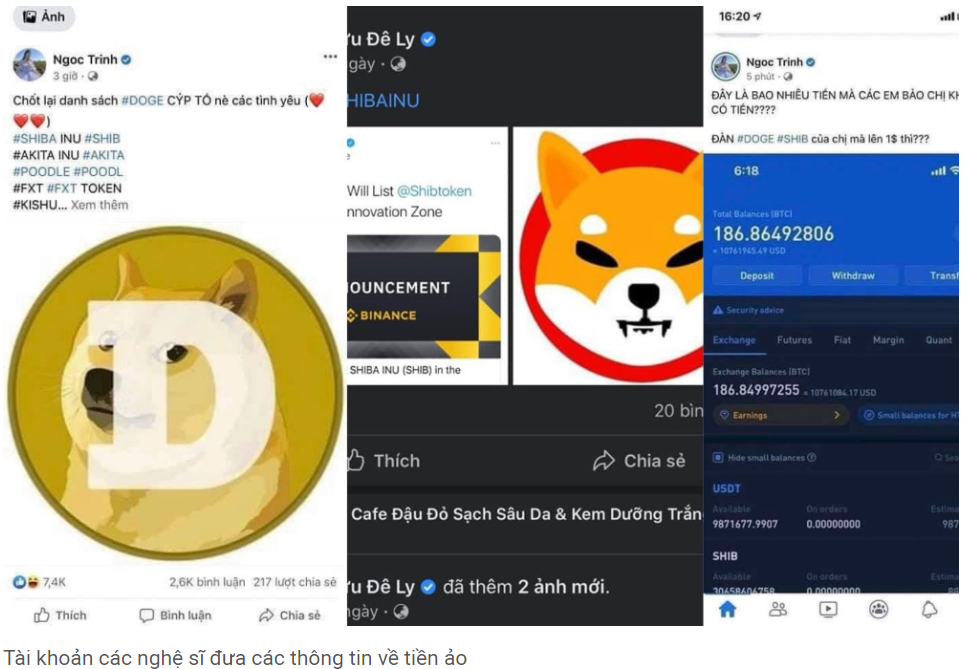 Ảnh
Ngoc Trinh
3 giờ ·
Chốt lại danh sách #DOGE CÝP TÓ nè các tình yêu (❤️
❤️❤️)
#SHIBA INU #SHIB
#AKITA INU #AKITA
#POODLE #POODL
#FXT #FXT TOKEN
#KISHU... Xem thêm
D
7,4K
2,6K bình luận 217 lượt chia sẻ
Thích Bình luận Chia sẻ
ưu Đê Ly
gày ·
HIBAINU
Will List @Shibtoken
nnovation Zone
OUNCEMENT
BINANCE
SHIBA INU (SHIB) in the
20 bìn
Thích Chia sẻ
Cafe Đậu Đỏ Sạch Sâu Da & Kem Dưỡng Trắn
ưu Đê Ly đã thêm 2 ảnh mới.
ngày ·
16:20
Ngoc Trinh
5 phút ·
ĐÂY LÀ BAO NHIÊU TIỀN MÀ CÁC EM BẢO CHỊ KH
CÓ TIỀN????
ĐÀN #DOGE #SHIB của chị mà lên 1$ thì???
6:18
Total Balances (BTC)
186.86492806
≈ 10761945.49 USD
Deposit Withdraw Transf
Security advice
Exchange Futures Fiat Margin Quant
Exchange Balances (BTC)
186.84997255 ≈ 10761084.17 USD
Earnings Small balances for HT
Hide small balances Sea
USDT
Available On orders Estima
9871677.9907 0.00000000 987
SHIB
Available On orders Estima
30658606758 0.00000000
Tài khoản các nghệ sĩ đưa các thông tin về tiền ảo